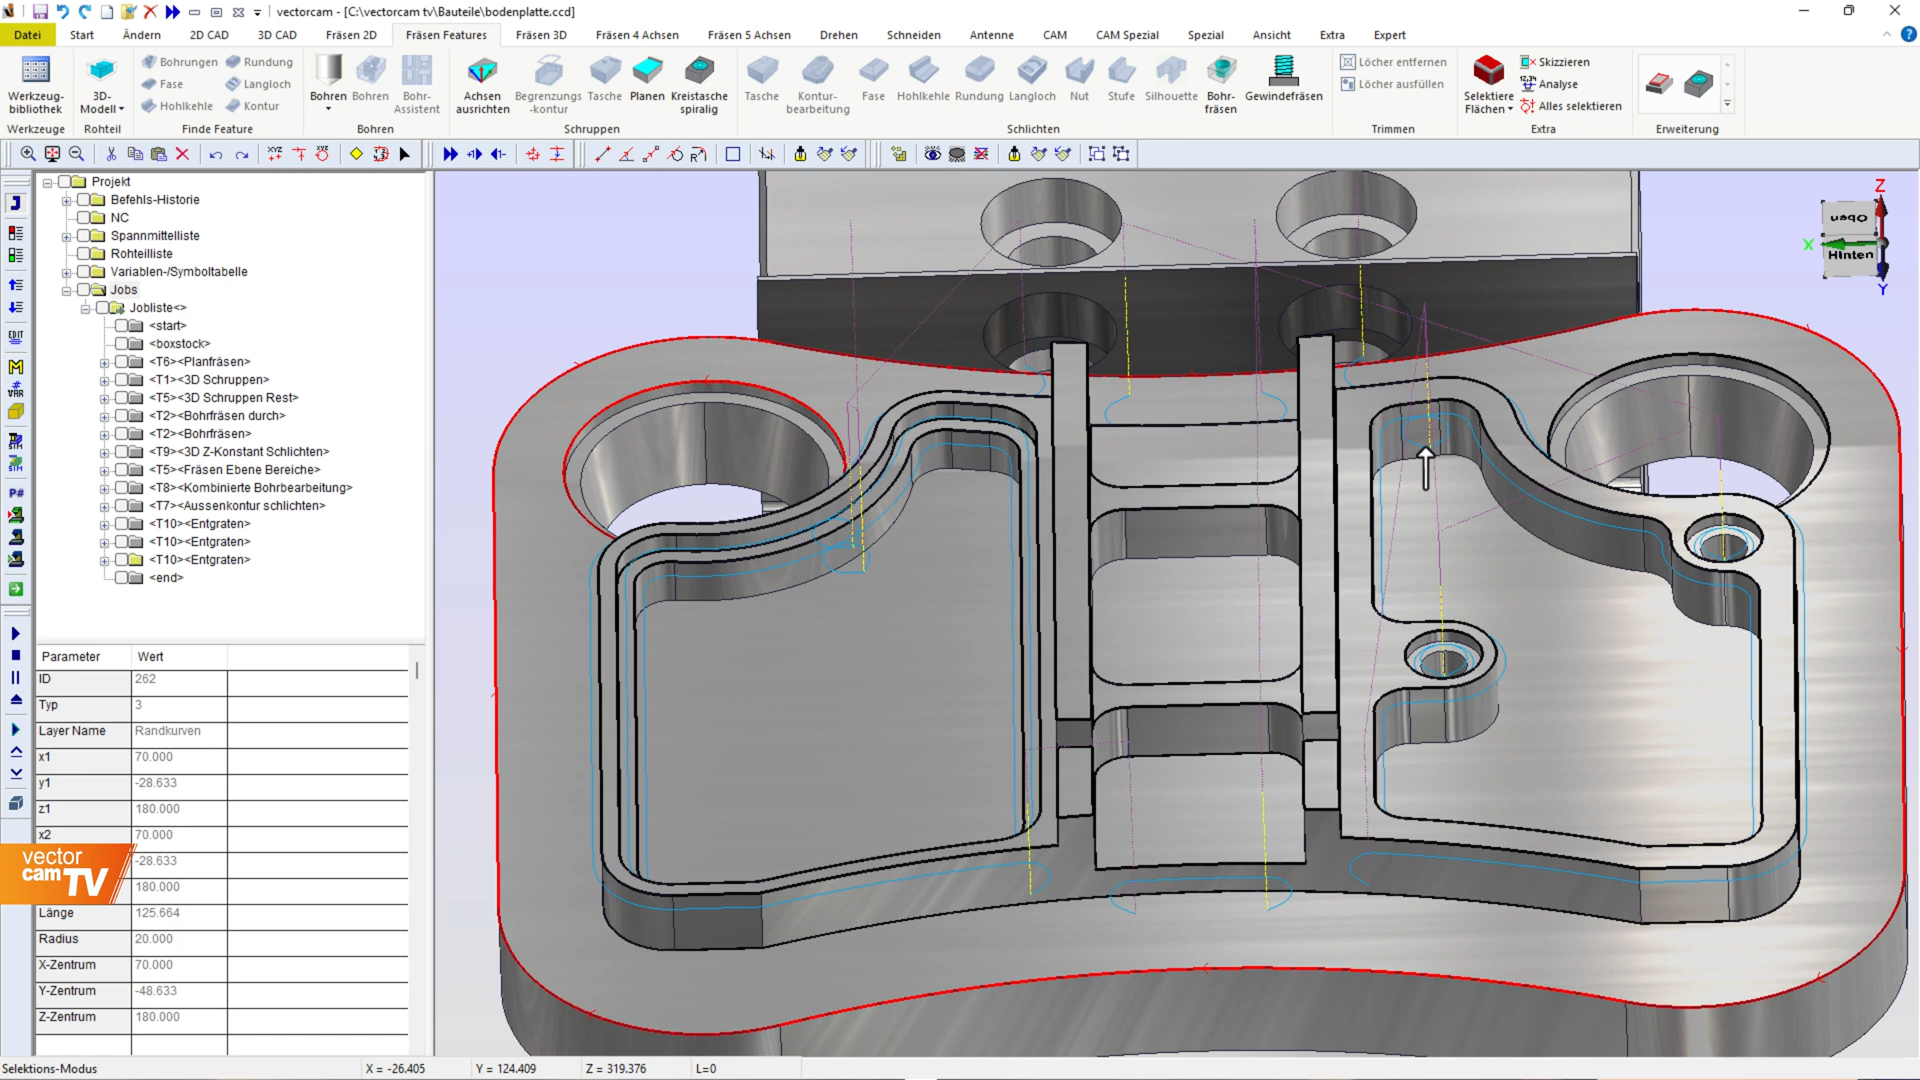 vectorcam - [C:\vectorcam tv\Bauteile\bodenplatte.ccd]
Datei Start Ändern 2D CAD 3D CAD Fräsen 2D Fräsen Features Fräsen 3D Fräsen 4 Achsen Fräsen 5 Achsen Drehen Schneiden Antenne CAM CAM Spezial Spezial Ansicht Extra Expert
Werkzeug-bibliothek
3D-Modell
Bohrungen
Fase
Hohlkehle
Rundung
Langloch
Kontur
Bohren
Bohren
Bohr-Assistent
Achsen ausrichten
Begrenzungs-kontur
Tasche
Planen
Kreistasche spiralig
Tasche
Kontur-bearbeitung
Fase
Hohlkehle
Rundung
Langloch
Nut
Stufe
Silhouette
Bohr-fräsen
Gewindefräsen
Löcher entfernen
Löcher ausfüllen
Selektiere Flächen
Skizzieren
Analyse
Alles selektieren
Werkzeuge Rohteil Finde Feature Bohren Schruppen Schlichten Trimmen Extra Erweiterung
Projekt
Befehls-Historie
NC
Spannmittelliste
Rohteilliste
Variablen-/Symboltabelle
Jobs
Jobliste<>
<start>
<boxstock>
<T6><Planfräsen>
<T1><3D Schruppen>
<T5><3D Schruppen Rest>
<T2><Bohrfräsen durch>
<T2><Bohrfräsen>
<T9><3D Z-Konstant Schlichten>
<T5><Fräsen Ebene Bereiche>
<T8><Kombinierte Bohrbearbeitung>
<T7><Aussenkontur schlichten>
<T10><Entgraten>
<T10><Entgraten>
<T10><Entgraten>
<end>
Parameter Wert
ID 262
Typ 3
Layer Name Randkurven
x1 70.000
y1 -28.633
z1 180.000
x2 70.000
-28.633
180.000
Länge 125.664
Radius 20.000
X-Zentrum 70.000
Y-Zentrum -48.633
Z-Zentrum 180.000
vector
cam TV
Z
Oben
X
Hinten
Y
Selektions-Modus X = -26.405 Y = 124.409 Z = 319.376 L=0